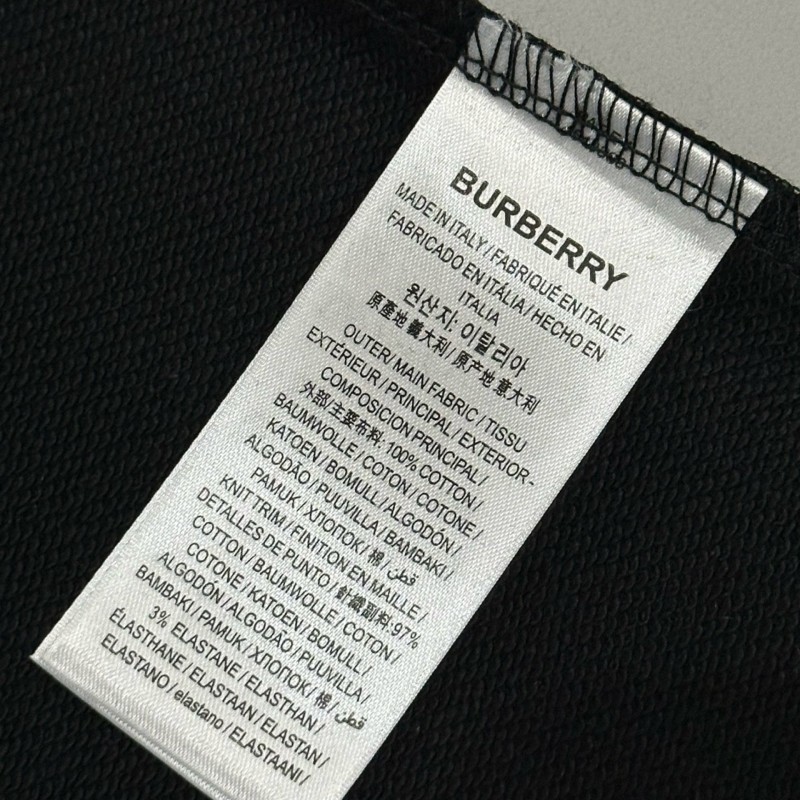 BURBERRY
MADE IN ITALY / FABRIQUÉ EN ITALIE /
FABRICADO EN ITÁLIA / HECHO EN
ITALIA
원산지: 이탈리아
原產地 義大利 / 原产地 意大利
OUTER / MAIN FABRIC / TISSU
EXTÉRIEUR / PRINCIPAL / EXTERIOR -
COMPOSICION PRINCIPAL /
外部/主要布料: 100% COTTON /
BAUMWOLLE / COTON / COTONE /
KATOEN / BOMULL / ALGODÓN /
ALGODÃO / PUUVILLA / BAMBAKI /
PAMUK / ХЛОПОК / 棉 / قطن
KNIT TRIM / FINITION EN MAILLE /
DETALLES DE PUNTO / 針織副料: 97%
COTTON / BAUMWOLLE / COTON /
COTONE / KATOEN / BOMULL /
ALGODÓN / ALGODÃO / PUUVILLA /
BAMBAKI / PAMUK / ХЛОПОК / 棉 / قطن
3% ELASTANE / ELASTHAN /
ÉLASTHANE / ELASTAAN / ELASTAN /
ELASTANO / elastano / ELASTAANI /